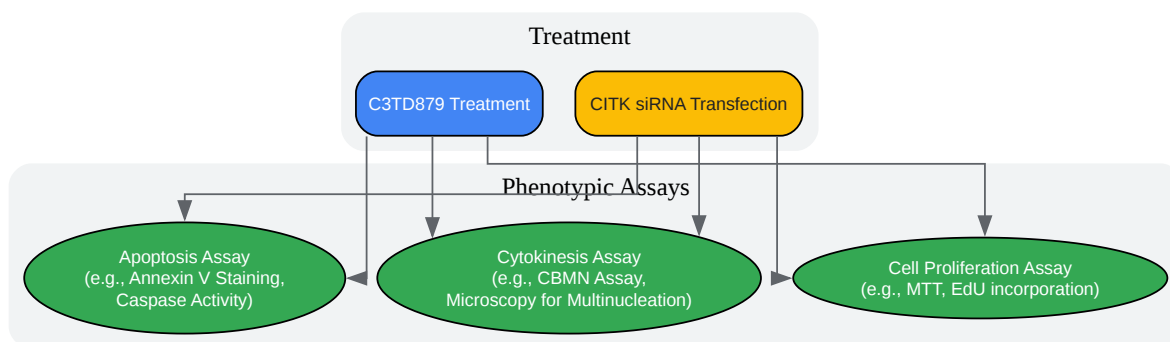 Treatment
C3TD879 Treatment
CITK siRNA Transfection
Phenotypic Assays
Apoptosis Assay
(e.g., Annexin V Staining,
Caspase Activity)
Cytokinesis Assay
(e.g., CBMN Assay,
Microscopy for Multinucleation)
Cell Proliferation Assay
(e.g., MTT, EdU incorporation)